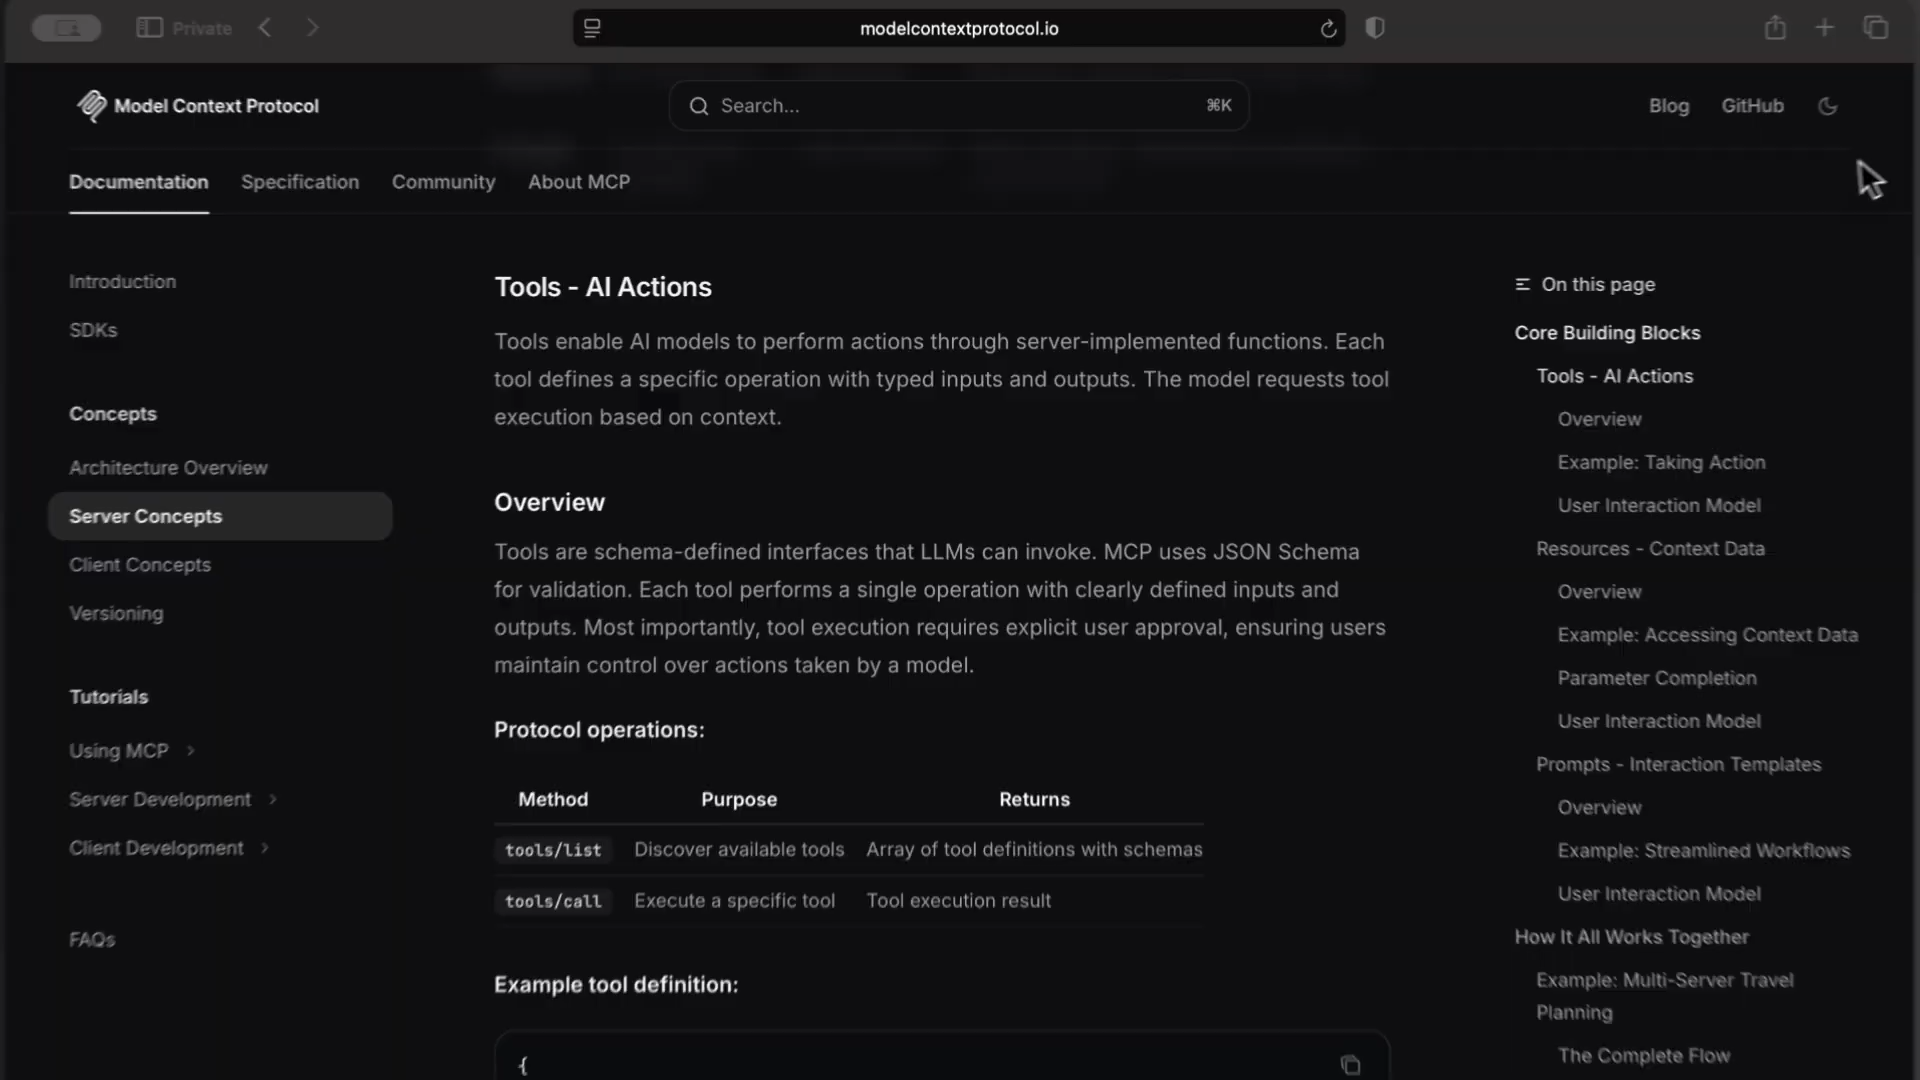 Private
modelcontextprotocol.io
Model Context Protocol
Search...
⌘K
Blog
GitHub
Documentation
Specification
Community
About MCP
Introduction
SDKs
Concepts
Architecture Overview
Server Concepts
Client Concepts
Versioning
Tutorials
Using MCP
Server Development
Client Development
FAQs
Tools - AI Actions
Tools enable AI models to perform actions through server-implemented functions. Each
tool defines a specific operation with typed inputs and outputs. The model requests tool
execution based on context.
Overview
Tools are schema-defined interfaces that LLMs can invoke. MCP uses JSON Schema
for validation. Each tool performs a single operation with clearly defined inputs and
outputs. Most importantly, tool execution requires explicit user approval, ensuring users
maintain control over actions taken by a model.
Protocol operations:
Method Purpose Returns
tools/list Discover available tools Array of tool definitions with schemas
tools/call Execute a specific tool Tool execution result
Example tool definition:
{
On this page
Core Building Blocks
Tools - AI Actions
Overview
Example: Taking Action
User Interaction Model
Resources - Context Data
Overview
Example: Accessing Context Data
Parameter Completion
User Interaction Model
Prompts - Interaction Templates
Overview
Example: Streamlined Workflows
User Interaction Model
How It All Works Together
Example: Multi-Server Travel
Planning
The Complete Flow